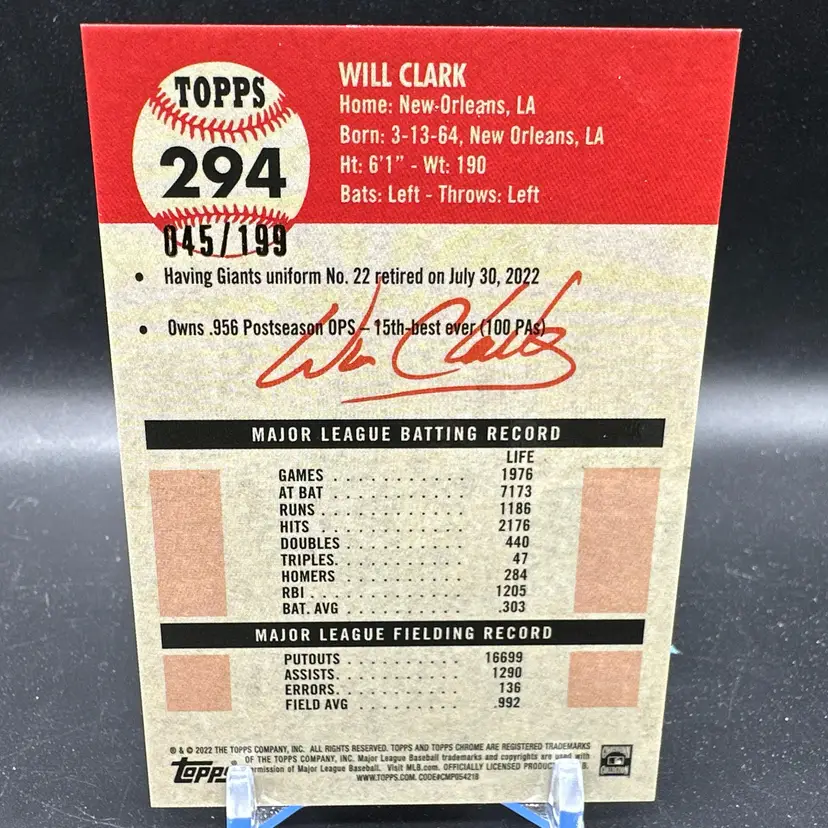 TOPPS
294
045/199
WILL CLARK
Home: New Orleans, LA
Born: 3-13-64, New Orleans, LA
Ht: 6'1" - Wt: 190
Bats: Left - Throws: Left
• Having Giants uniform No. 22 retired on July 30, 2022
• Owns .956 Postseason OPS – 15th-best ever (100 PAs)
Will Clark
MAJOR LEAGUE BATTING RECORD
LIFE
GAMES . . . . . . . . . . . 1976
AT BAT . . . . . . . . . . . 7173
RUNS . . . . . . . . . . . 1186
HITS . . . . . . . . . . . 2176
DOUBLES . . . . . . . . . . 440
TRIPLES. . . . . . . . . . . 47
HOMERS . . . . . . . . . . 284
RBI . . . . . . . . . . . 1205
BAT. AVG . . . . . . . . . . .303
MAJOR LEAGUE FIELDING RECORD
PUTOUTS . . . . . . . . . . 16699
ASSISTS. . . . . . . . . . . 1290
ERRORS. . . . . . . . . . . 136
FIELD AVG . . . . . . . . . .992
® & © 2022 THE TOPPS COMPANY, INC. ALL RIGHTS RESERVED. TOPPS AND TOPPS CHROME ARE REGISTERED TRADEMARKS
OF THE TOPPS COMPANY, INC. Major League Baseball trademarks and copyrights are used with
permission of Major League Baseball. Visit MLB.com. OFFICIALLY LICENSED
WWW.TOPPS.COM. CODE#CMP054218
topps